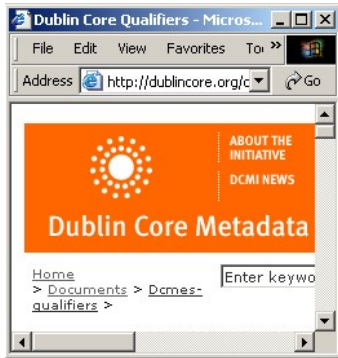 Dublin Core Qualifiers - Micros...
File Edit View Favorites To »
Address http://dublincore.org/c Go
ABOUT THE
INITIATIVE
DCMI NEWS
Dublin Core Metadata
Home
> Documents > Dcmes-
qualifiers >
Enter keywo